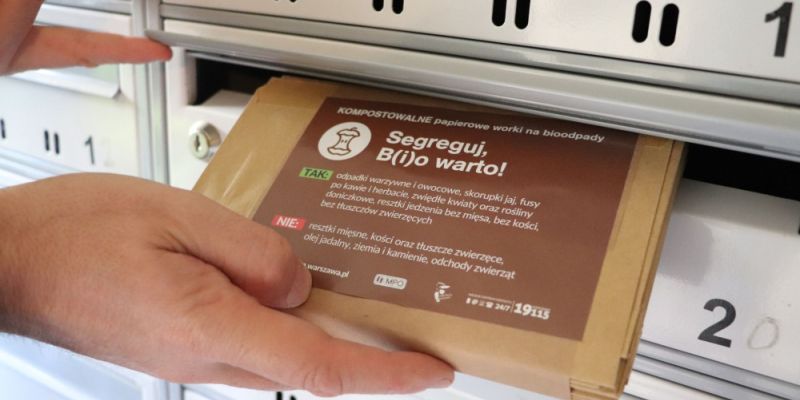 KOMPOSTOWALNE papierowe worki na bioodpady
Segreguj,
B(i)o warto!
TAK: odpadki warzywne i owocowe, skorupki jaj, fusy
po kawie i herbacie, zwiędłe kwiaty oraz rośliny
doniczkowe, resztki jedzenia bez mięsa, bez kości,
bez tłuszczów zwierzęcych
NIE: resztki mięsne, kości oraz tłuszcze zwierzęce,
olej jadalny, ziemia i kamienie, odchody zwierząt
warszawa.pl
MPO
24/7 19115
1
1
2